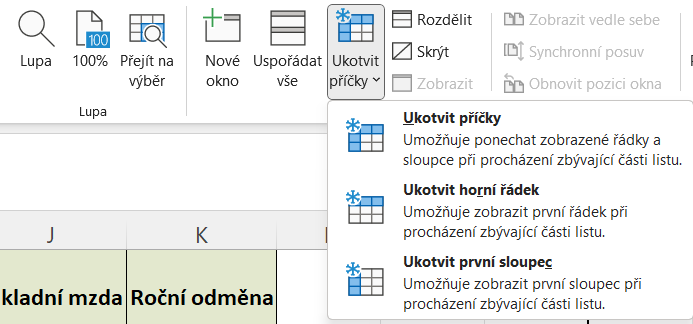 Lupa
100%
100
Přejít na
výběr
Lupa
Nové
okno
Uspořádat
vše
Ukotvit
příčky
Rozdělit
Skrýt
Zobrazit
Zobrazit vedle sebe
Synchronní posuv
Obnovit pozici okna
Ukotvit příčky
Umožňuje ponechat zobrazené řádky a
sloupce při procházení zbývající části listu.
Ukotvit horní řádek
Umožňuje zobrazit první řádek při
procházení zbývající části listu.
Ukotvit první sloupec
Umožňuje zobrazit první sloupec při
procházení zbývající části listu.
J
K
kladní mzda
Roční odměna